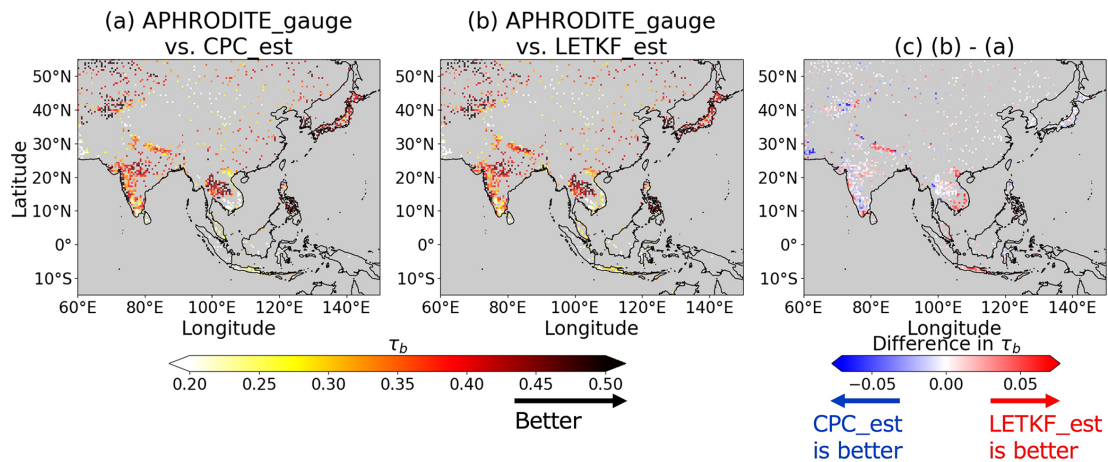 (a) APHRODITE_gauge
vs. CPC_est
(b) APHRODITE_gauge
vs. LETKF_est
(c) (b) - (a)
50°N
40°N
30°N
20°N
10°N
0°
10°S
Latitude
60°E 80°E 100°E 120°E 140°E
Longitude
50°N
40°N
30°N
20°N
10°N
0°
10°S
60°E 80°E 100°E 120°E 140°E
Longitude
50°N
40°N
30°N
20°N
10°N
0°
10°S
60°E 80°E 100°E 120°E 140°E
Longitude
τb
0.20 0.25 0.30 0.35 0.40 0.45 0.50
Better
Difference in τb
−0.05 0.00 0.05
CPC_est
is better
LETKF_est
is better